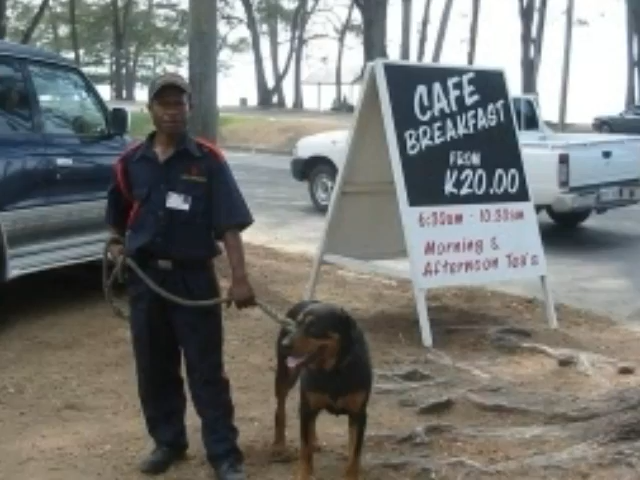 CAFE
BREAKFAST
FROM
K20.00
6:30am - 10.30am
Morning &
Afternoon Tea's